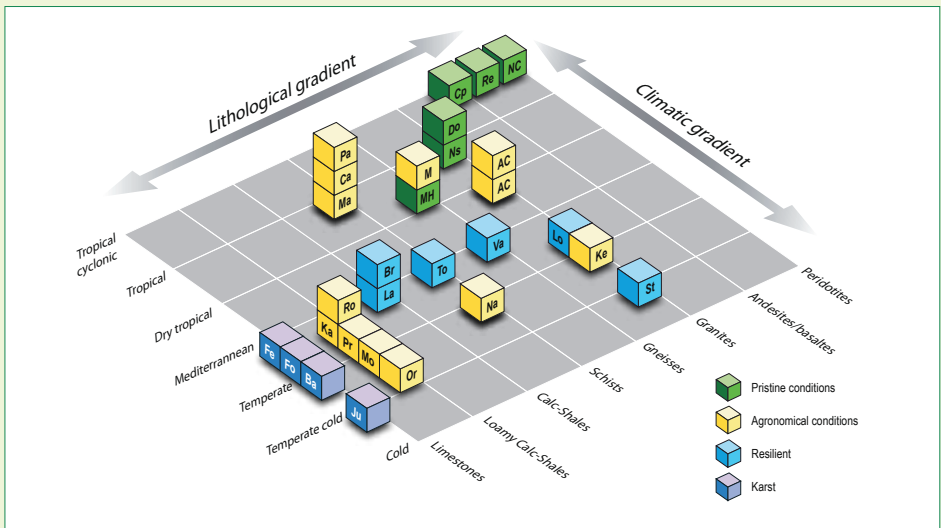 Lithological gradient
Climatic gradient
Cp
Re
NC
Do
Ns
Pa
Ca
Ma
M
MH
AC
AC
Lo
Ke
Va
St
Br
La
To
Na
Ro
Ka
Pr
Mo
Or
Fe
Fo
Ba
Ju
Tropical
cyclonic
Tropical
Dry tropical
Mediterrannean
Temperate
Temperate cold
Cold
Limestones
Loamy Calc-Shales
Calc-Shales
Schists
Gneisses
Granites
Andesites/basaltes
Peridotites
Pristine conditions
Agronomical conditions
Resilient
Karst